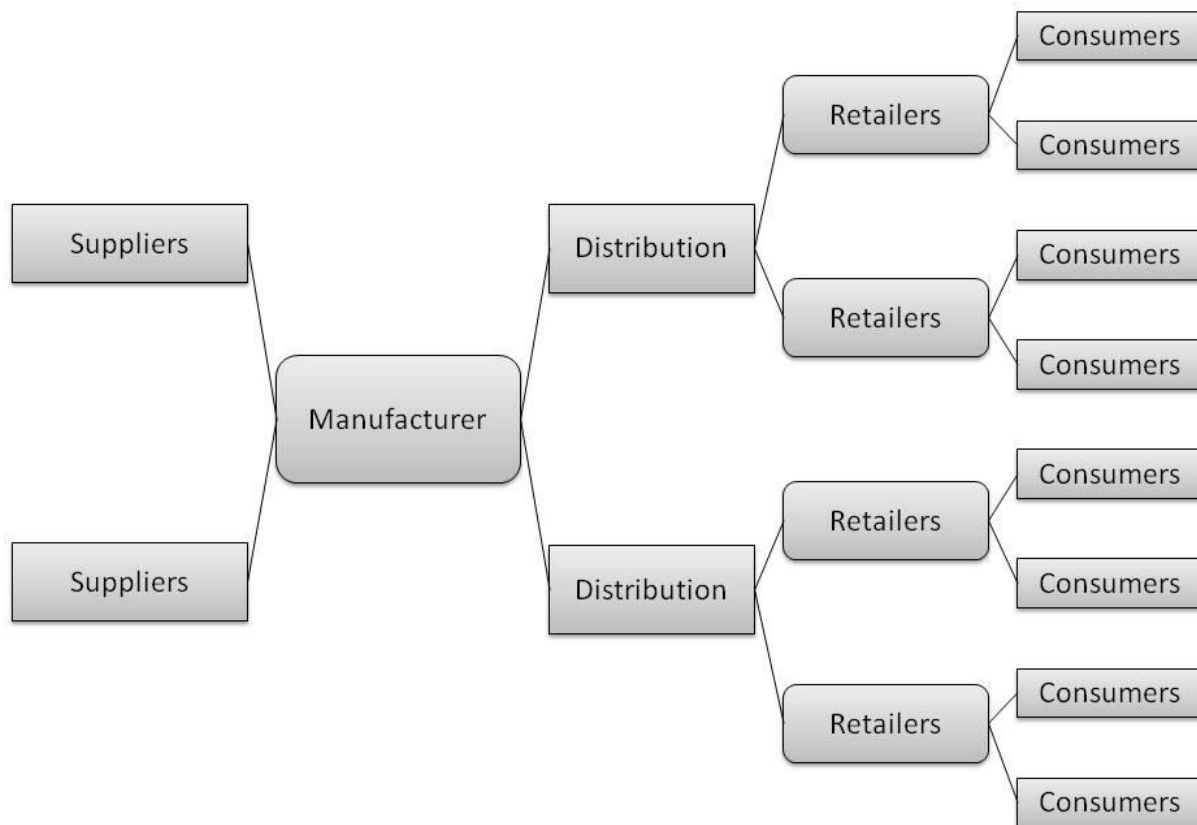 Suppliers
Suppliers
Manufacturer
Distribution
Distribution
Retailers
Retailers
Retailers
Retailers
Consumers
Consumers
Consumers
Consumers
Consumers
Consumers
Consumers
Consumers